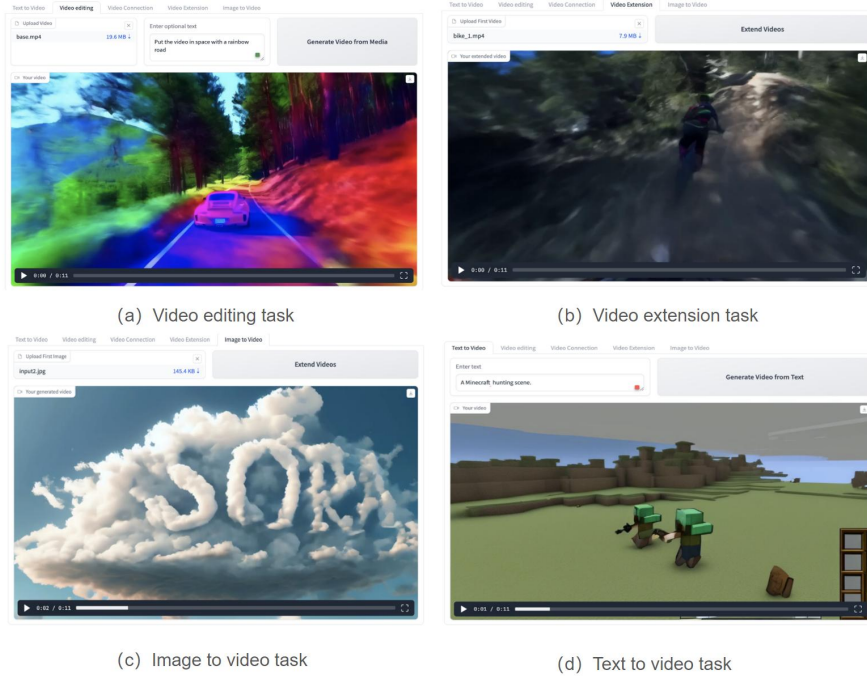 Text to Video Video editing Video Connection Video Extension Image to Video
Upload Video
base.mp4 19.6 MB ↓
Enter optional text
Put the video in space with a rainbow
road
Generate Video from Media
Your video
0:00 / 0:11
(a) Video editing task
Text to Video Video editing Video Connection Video Extension Image to Video
Upload First Video
bike_1.mp4 7.9 MB ↓
Extend Videos
Your extended video
0:00 / 0:11
(b) Video extension task
Text to Video Video editing Video Connection Video Extension Image to Video
Upload First Image
input2.jpg 145.4 KB ↓
Extend Videos
Your generated video
SORA
0:02 / 0:11
(c) Image to video task
Text to Video Video editing Video Connection Video Extension Image to Video
Enter text
A Minecraft hunting scene.
Generate Video from Text
Your video
0:01 / 0:11
(d) Text to video task